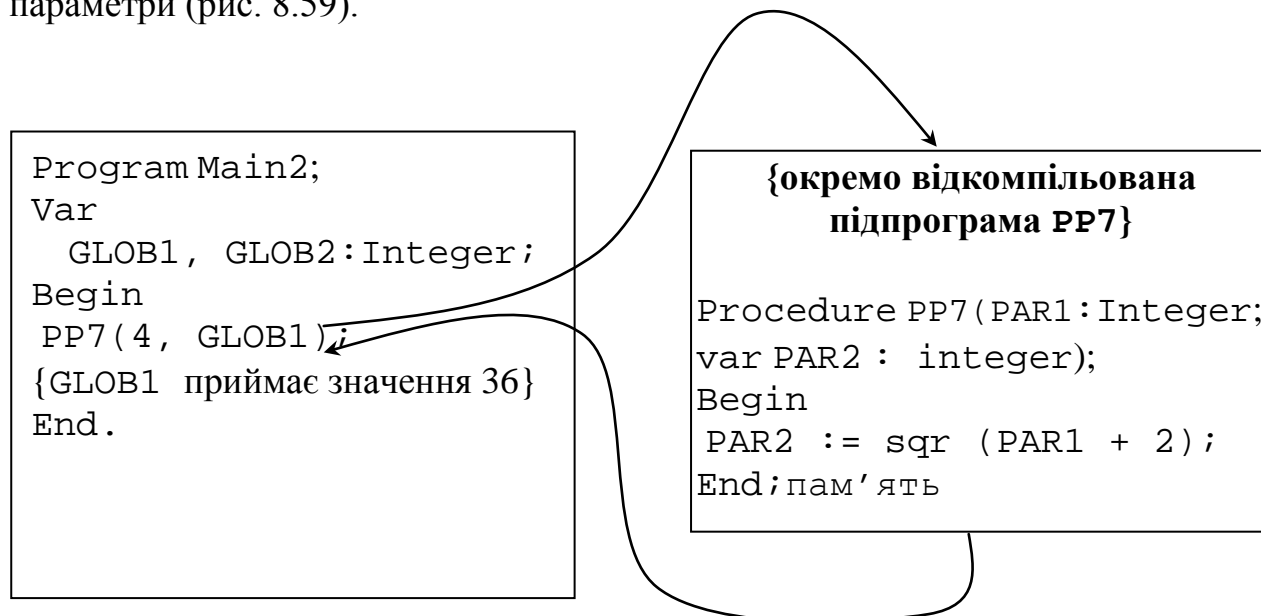 параметри (рис. 8.59).
Program Main2;
Var
GLOB1, GLOB2:Integer;
Begin
PP7(4, GLOB1);
{GLOB1 приймає значення 36}
End.
{окремо відкомпільована
підпрограма PP7}
Procedure PP7(PAR1:Integer;
var PAR2 : integer);
Begin
PAR2 := sqr (PAR1 + 2);
End;пам’ять